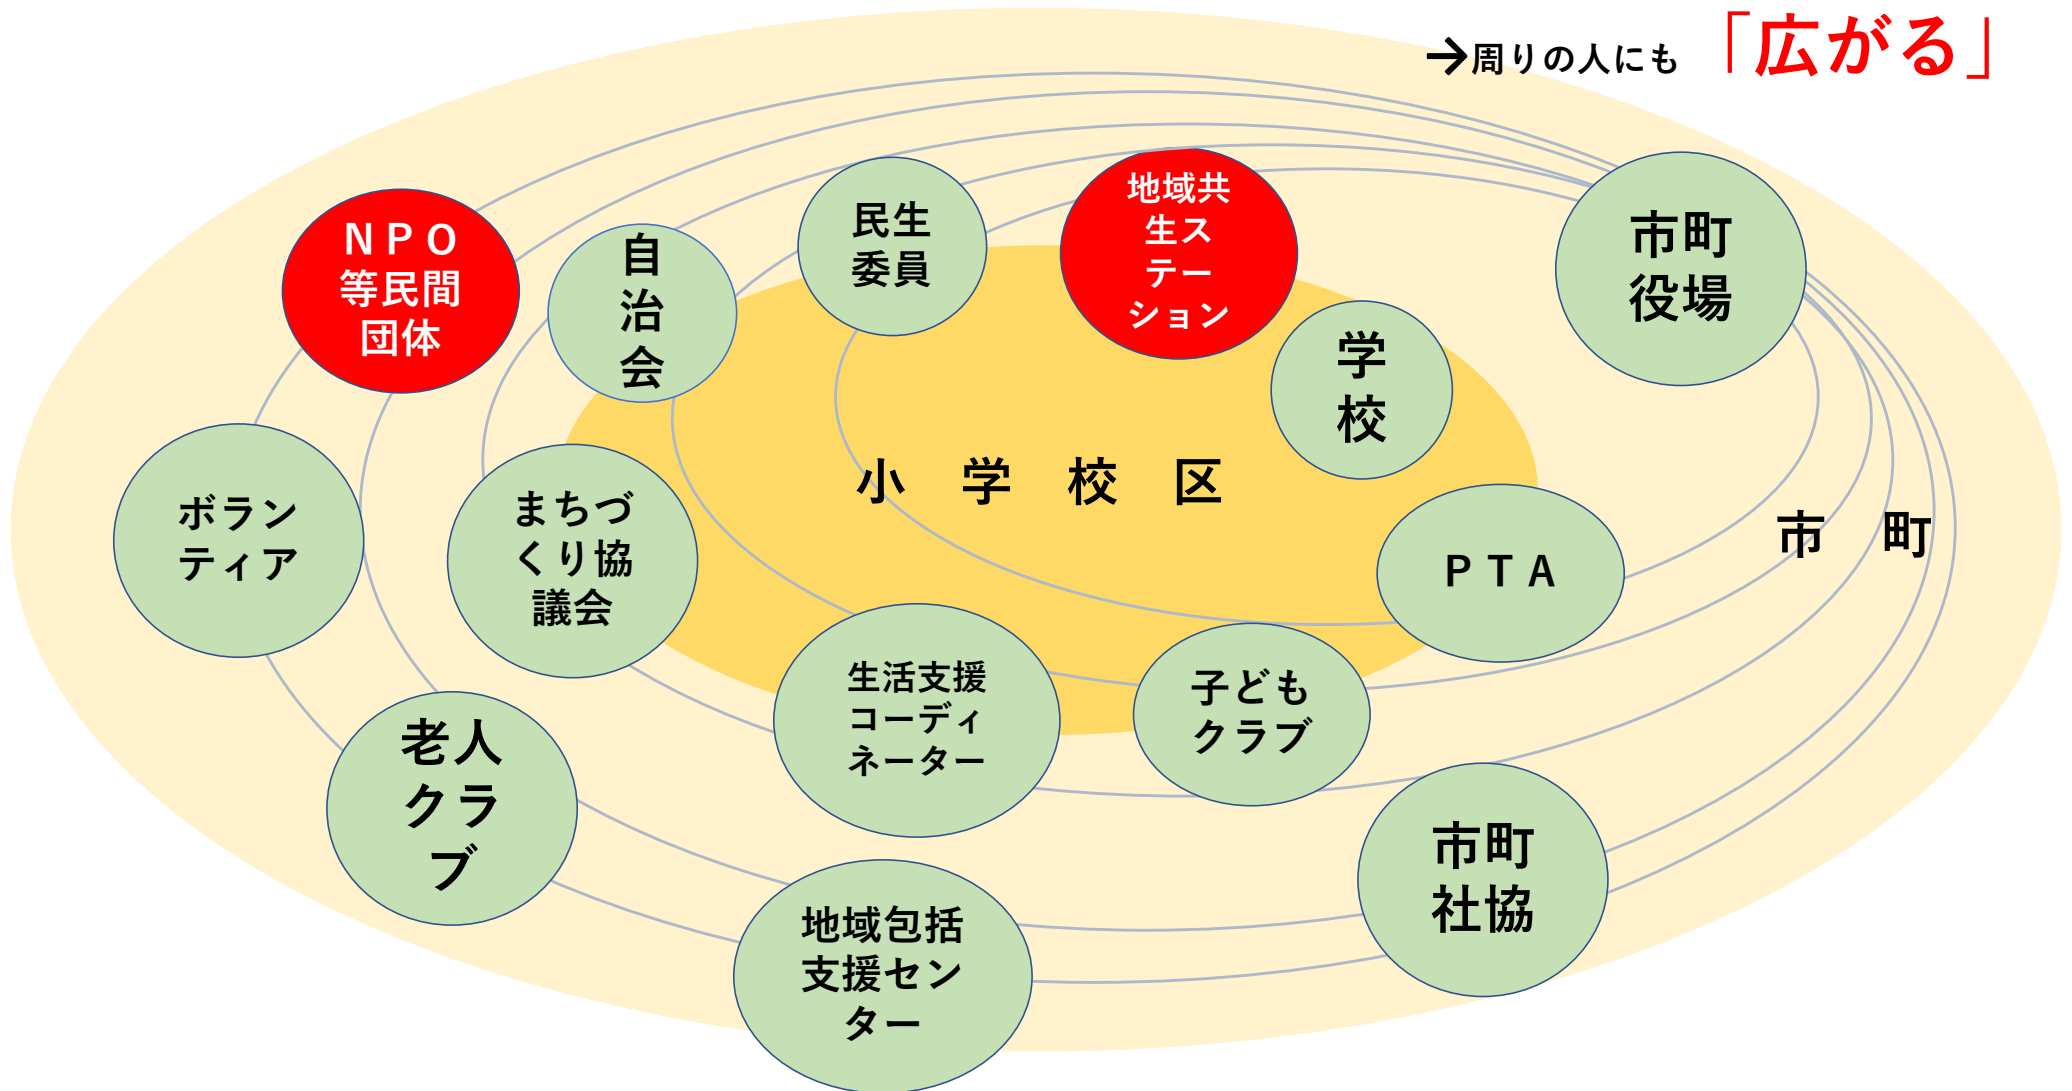 →周りの人にも 「広がる」
地域共
生ス
テー
ション
民生
委員
市町
役場
ＮＰＯ
等民間
団体
自
治
会
学
校
小学校区
市町
ボラン
ティア
まちづ
くり協
議会
ＰＴＡ
生活支援
コーディ
ネーター
子ども
クラブ
老人
クラ
ブ
市町
社協
地域包括
支援セン
ター